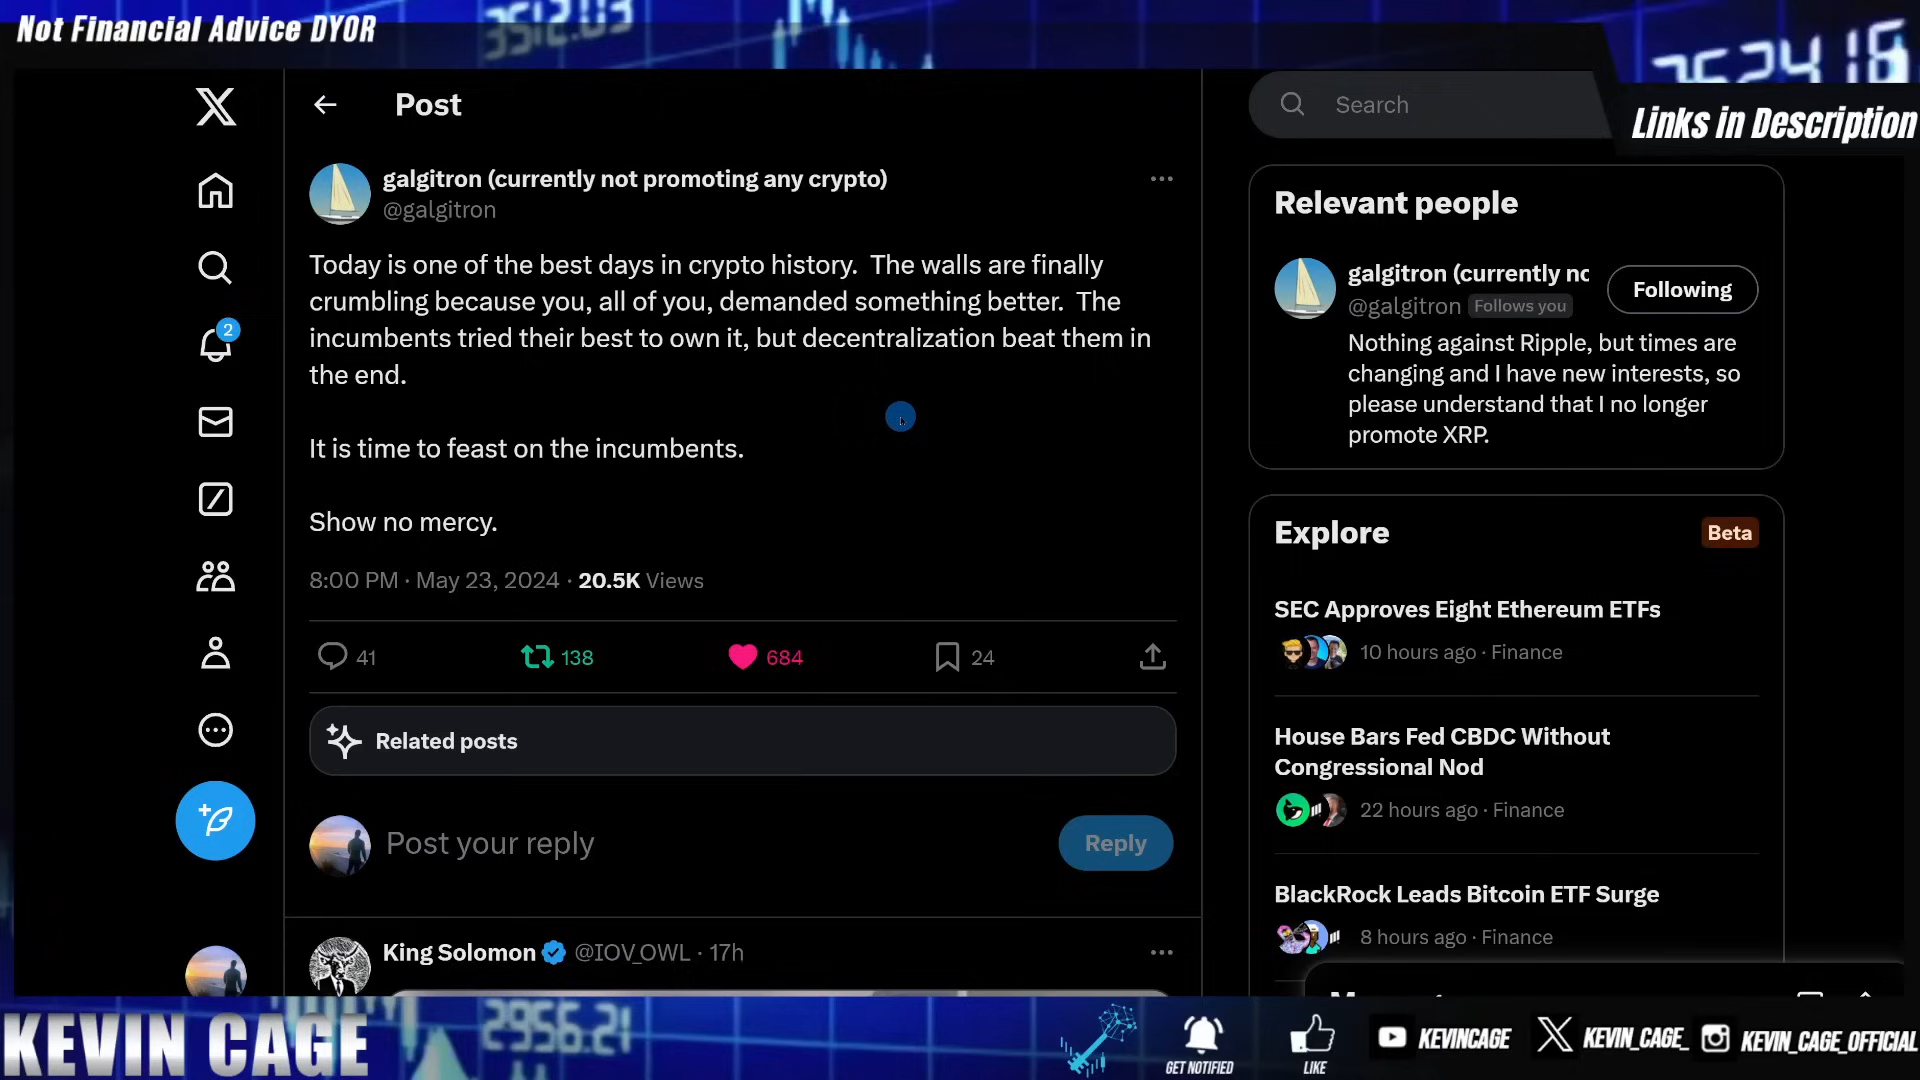 Not Financial Advice DYOR
3512.03
Links in Description
Post
Search
galgitron (currently not promoting any crypto)
@galgitron
Today is one of the best days in crypto history.  The walls are finally
crumbling because you, all of you, demanded something better.  The
incumbents tried their best to own it, but decentralization beat them in
the end.
It is time to feast on the incumbents.
Show no mercy.
8:00 PM · May 23, 2024 · 20.5K Views
41
138
684
24
Related posts
Post your reply
Reply
King Solomon @IOV_OWL · 17h
2
Relevant people
galgitron (currently nc
@galgitron Follows you
Following
Nothing against Ripple, but times are
changing and I have new interests, so
please understand that I no longer
promote XRP.
Explore
Beta
SEC Approves Eight Ethereum ETFs
10 hours ago · Finance
House Bars Fed CBDC Without
Congressional Nod
22 hours ago · Finance
BlackRock Leads Bitcoin ETF Surge
8 hours ago · Finance
KEVIN CAGE
2956.21
GET NOTIFIED
LIKE
KEVINCAGE
KEVIN_CAGE_
KEVIN_CAGE_OFFICIAL